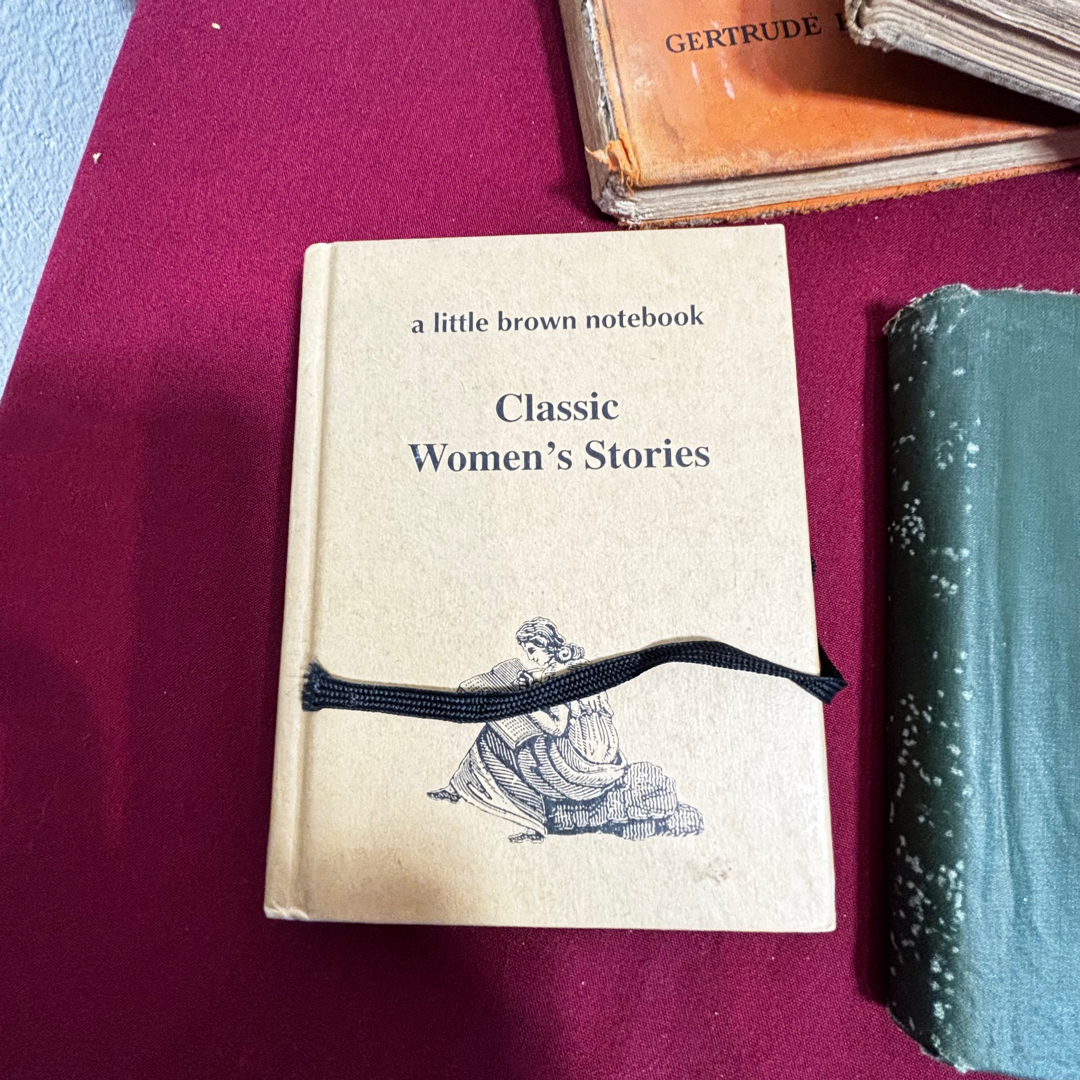 GERTRUDE
a little brown notebook
Classic
Women's Stories